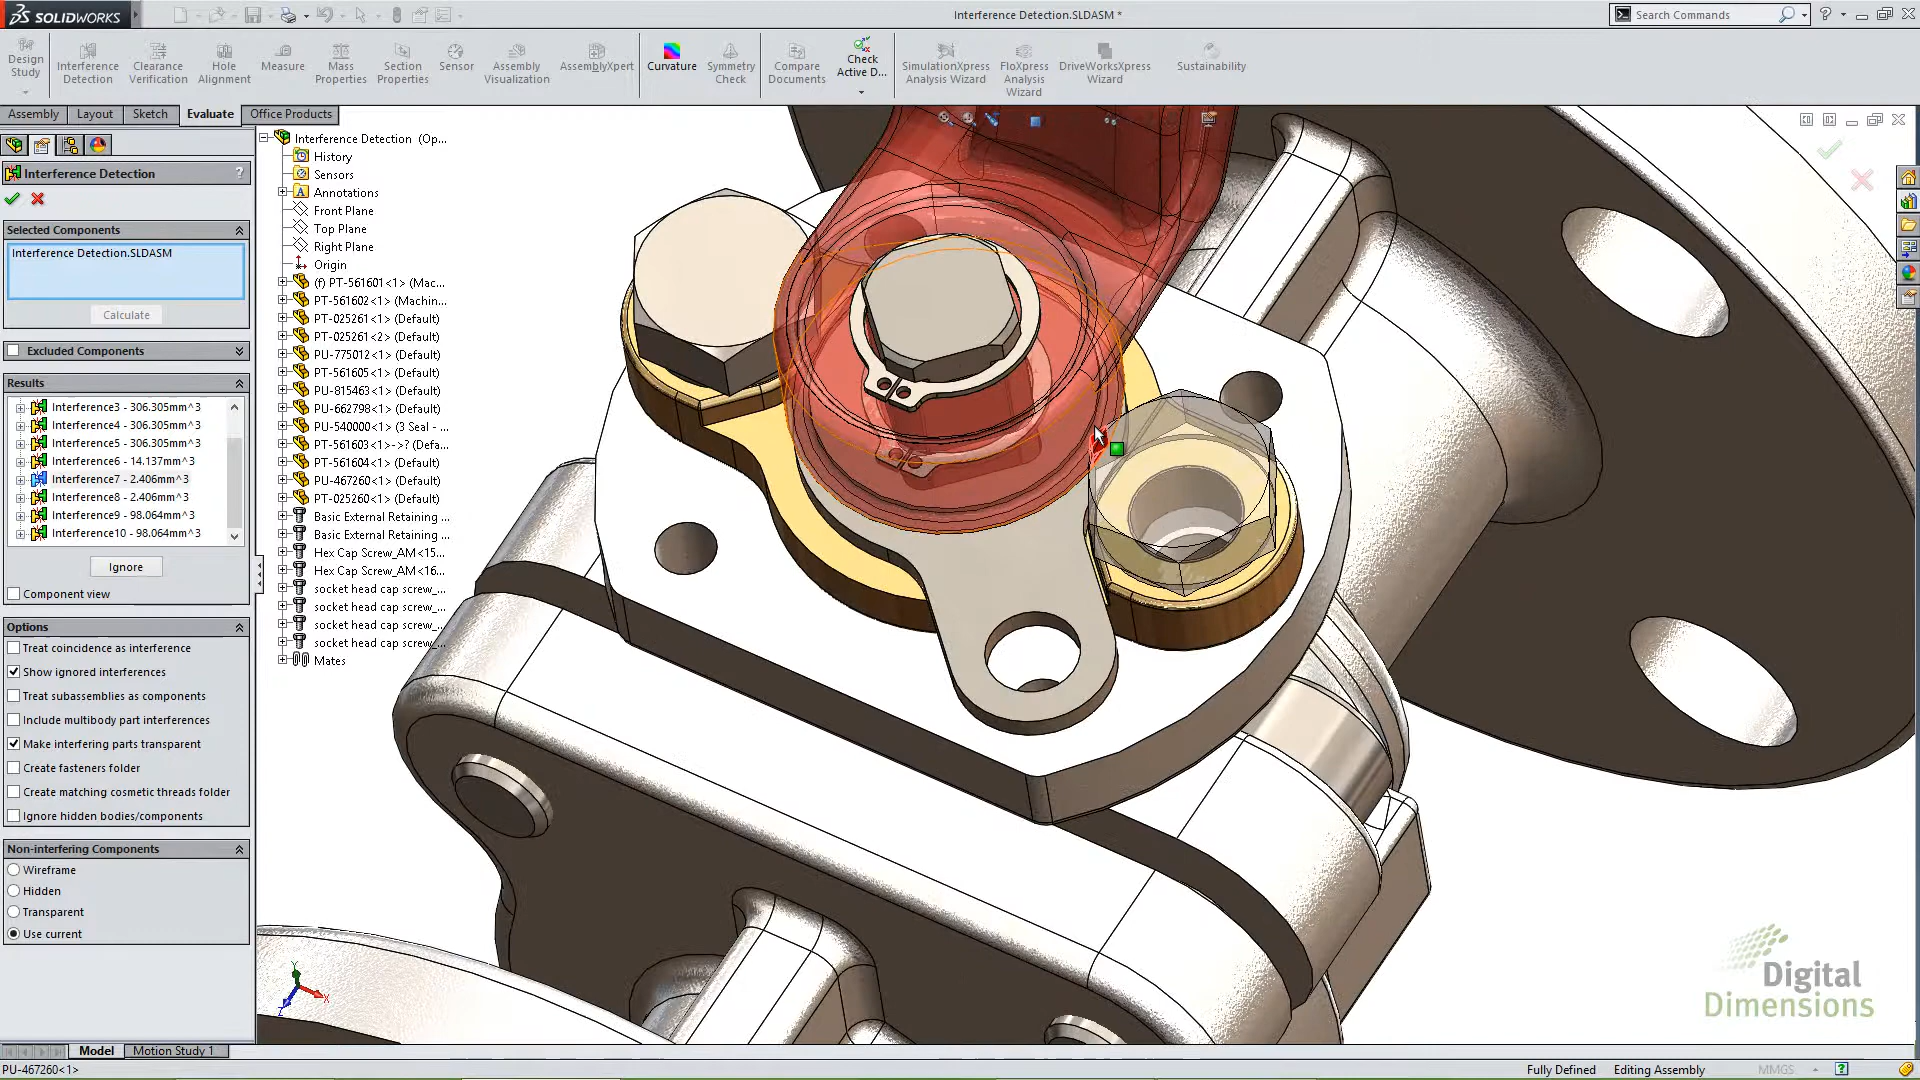 SOLIDWORKS
Interference Detection.SLDASM *
Search Commands
Design Study
Interference Detection
Clearance Verification
Hole Alignment
Measure
Mass Properties
Section Properties
Sensor
Assembly Visualization
AssemblyXpert
Curvature
Symmetry Check
Compare Documents
Check Active D...
SimulationXpress Analysis Wizard
FloXpress Analysis Wizard
DriveWorksXpress Wizard
Sustainability
Assembly
Layout
Sketch
Evaluate
Office Products
Interference Detection
?
Selected Components
Interference Detection.SLDASM
Calculate
Excluded Components
Results
Interference3 - 306.305mm^3
Interference4 - 306.305mm^3
Interference5 - 306.305mm^3
Interference6 - 14.137mm^3
Interference7 - 2.406mm^3
Interference8 - 2.406mm^3
Interference9 - 98.064mm^3
Interference10 - 98.064mm^3
Ignore
Component view
Options
Treat coincidence as interference
Show ignored interferences
Treat subassemblies as components
Include multibody part interferences
Make interfering parts transparent
Create fasteners folder
Create matching cosmetic threads folder
Ignore hidden bodies/components
Non-interfering Components
Wireframe
Hidden
Transparent
Use current
Interference Detection (Op...
History
Sensors
Annotations
Front Plane
Top Plane
Right Plane
Origin
(f) PT-561601<1> (Mac...
PT-561602<1> (Machin...
PT-025261<1> (Default)
PT-025261<2> (Default)
PU-775012<1> (Default)
PT-561605<1> (Default)
PU-815463<1> (Default)
PU-662798<1> (Default)
PU-540000<1> (3 Seal - ...
PT-561603<1>->? (Defa...
PT-561604<1> (Default)
PU-467260<1> (Default)
PT-025260<1> (Default)
Basic External Retaining ...
Basic External Retaining ...
Hex Cap Screw_AM<15...
Hex Cap Screw_AM<16...
socket head cap screw_...
socket head cap screw_...
socket head cap screw_...
socket head cap screw_...
Mates
Y
X
Z
Digital
Dimensions
Model
Motion Study 1
PU-467260<1>
Fully Defined
Editing Assembly
MMGS